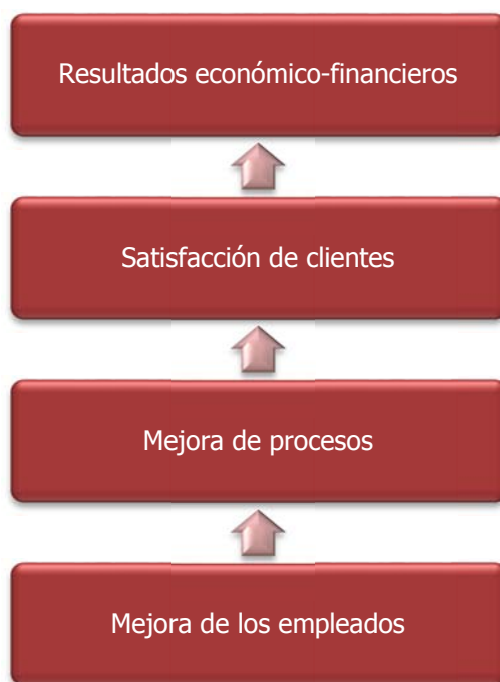 Resultados económico-financieros
Satisfacción de clientes
Mejora de procesos
Mejora de los empleados